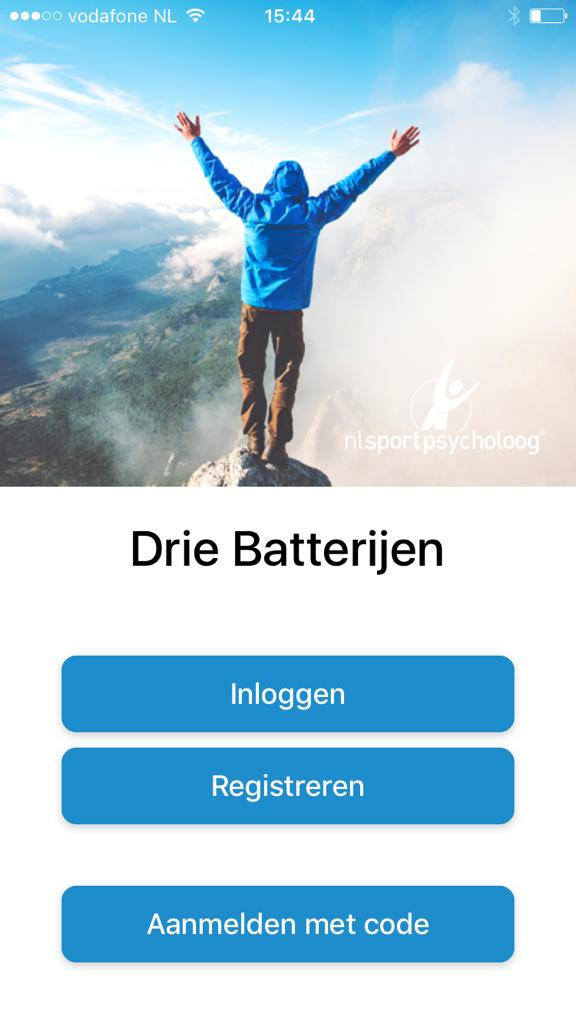 vodafone NL 15:44
nlsportpsycholoog®
Drie Batterijen
Inloggen
Registreren
Aanmelden met code